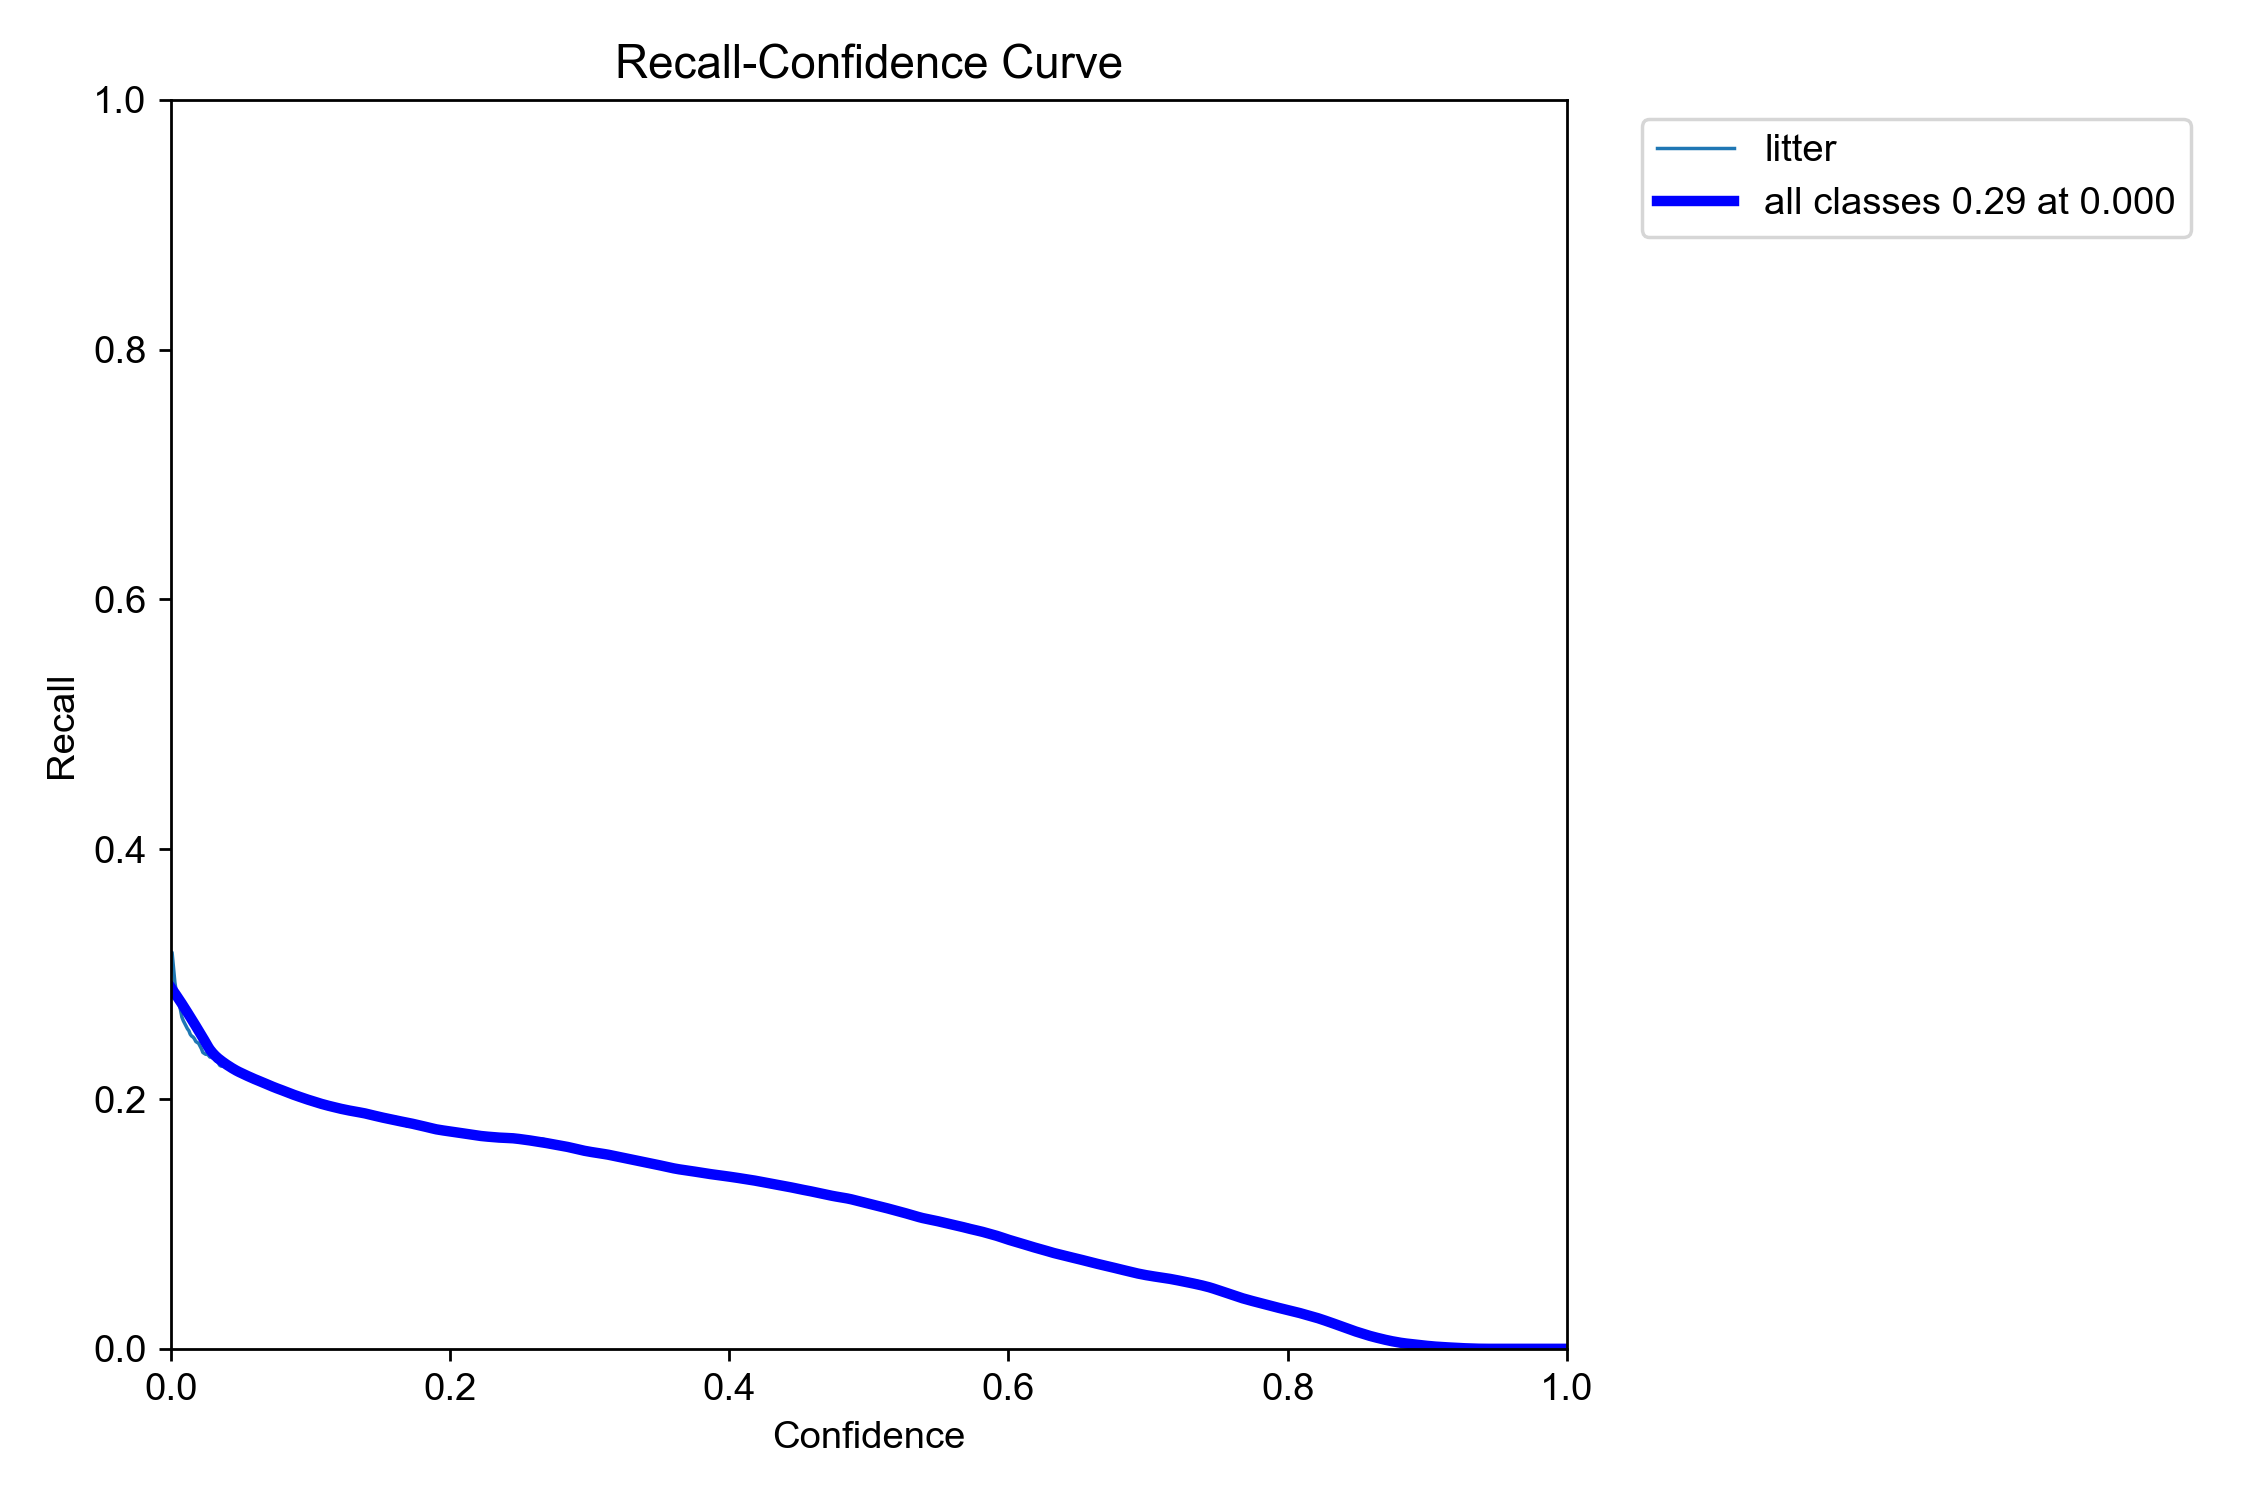 Recall-Confidence Curve
1.0
0.8
0.6
0.4
0.2
0.0
Recall
0.0 0.2 0.4 0.6 0.8 1.0
Confidence
litter
all classes 0.29 at 0.000